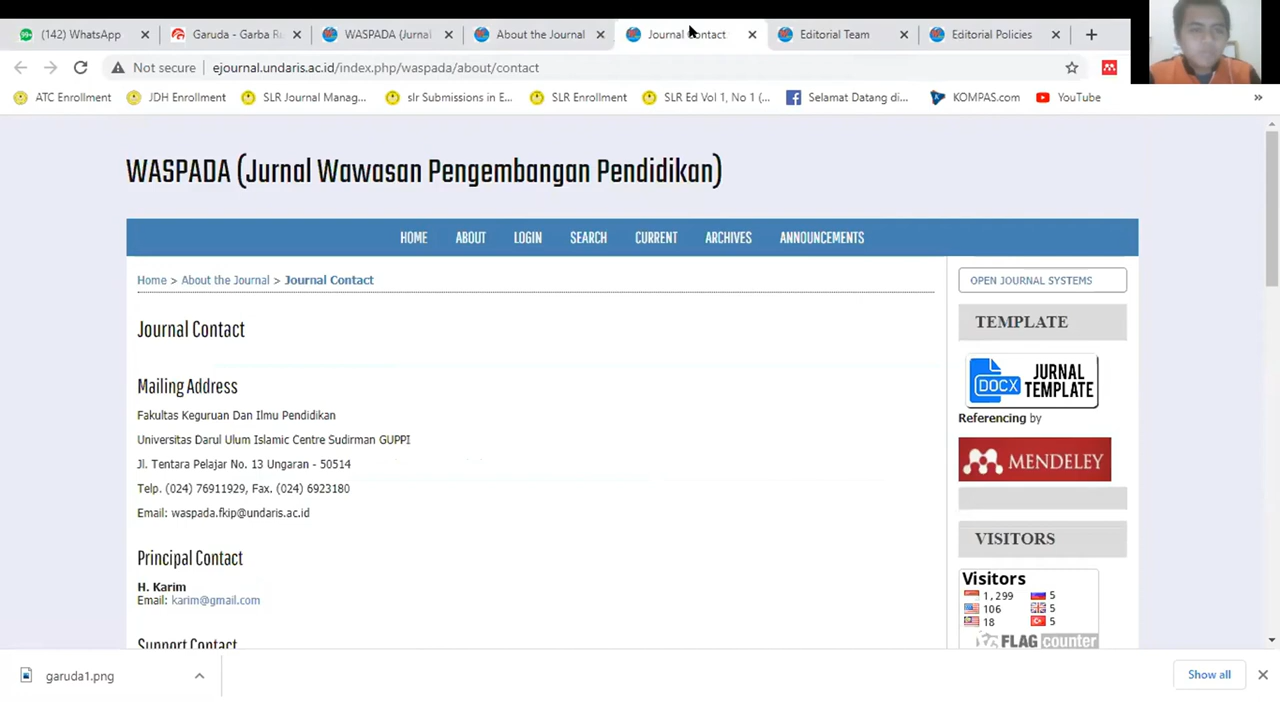 (142) WhatsApp
Garuda - Garba Ru
WASPADA (Jurnal
About the Journal
Journal Contact
Editorial Team
Editorial Policies
Not secure
ejournal.undaris.ac.id/index.php/waspada/about/contact
ATC Enrollment
JDH Enrollment
SLR Journal Manag...
slr Submissions in E...
SLR Enrollment
SLR Ed Vol 1, No 1 (...
Selamat Datang di...
KOMPAS.com
YouTube
WASPADA (Jurnal Wawasan Pengembangan Pendidikan)
HOME ABOUT LOGIN SEARCH CURRENT ARCHIVES ANNOUNCEMENTS
Home > About the Journal > Journal Contact
Journal Contact
Mailing Address
Fakultas Keguruan Dan Ilmu Pendidikan
Universitas Darul Ulum Islamic Centre Sudirman GUPPI
Jl. Tentara Pelajar No. 13 Ungaran - 50514
Telp. (024) 76911929, Fax. (024) 6923180
Email: waspada.fkip@undaris.ac.id
Principal Contact
H. Karim
Email: karim@gmail.com
Support Contact
OPEN JOURNAL SYSTEMS
TEMPLATE
DOCX
JURNAL
TEMPLATE
Referencing by
MENDELEY
VISITORS
Visitors
1,299 5
106 5
18 5
FLAG counter
garuda1.png
Show all